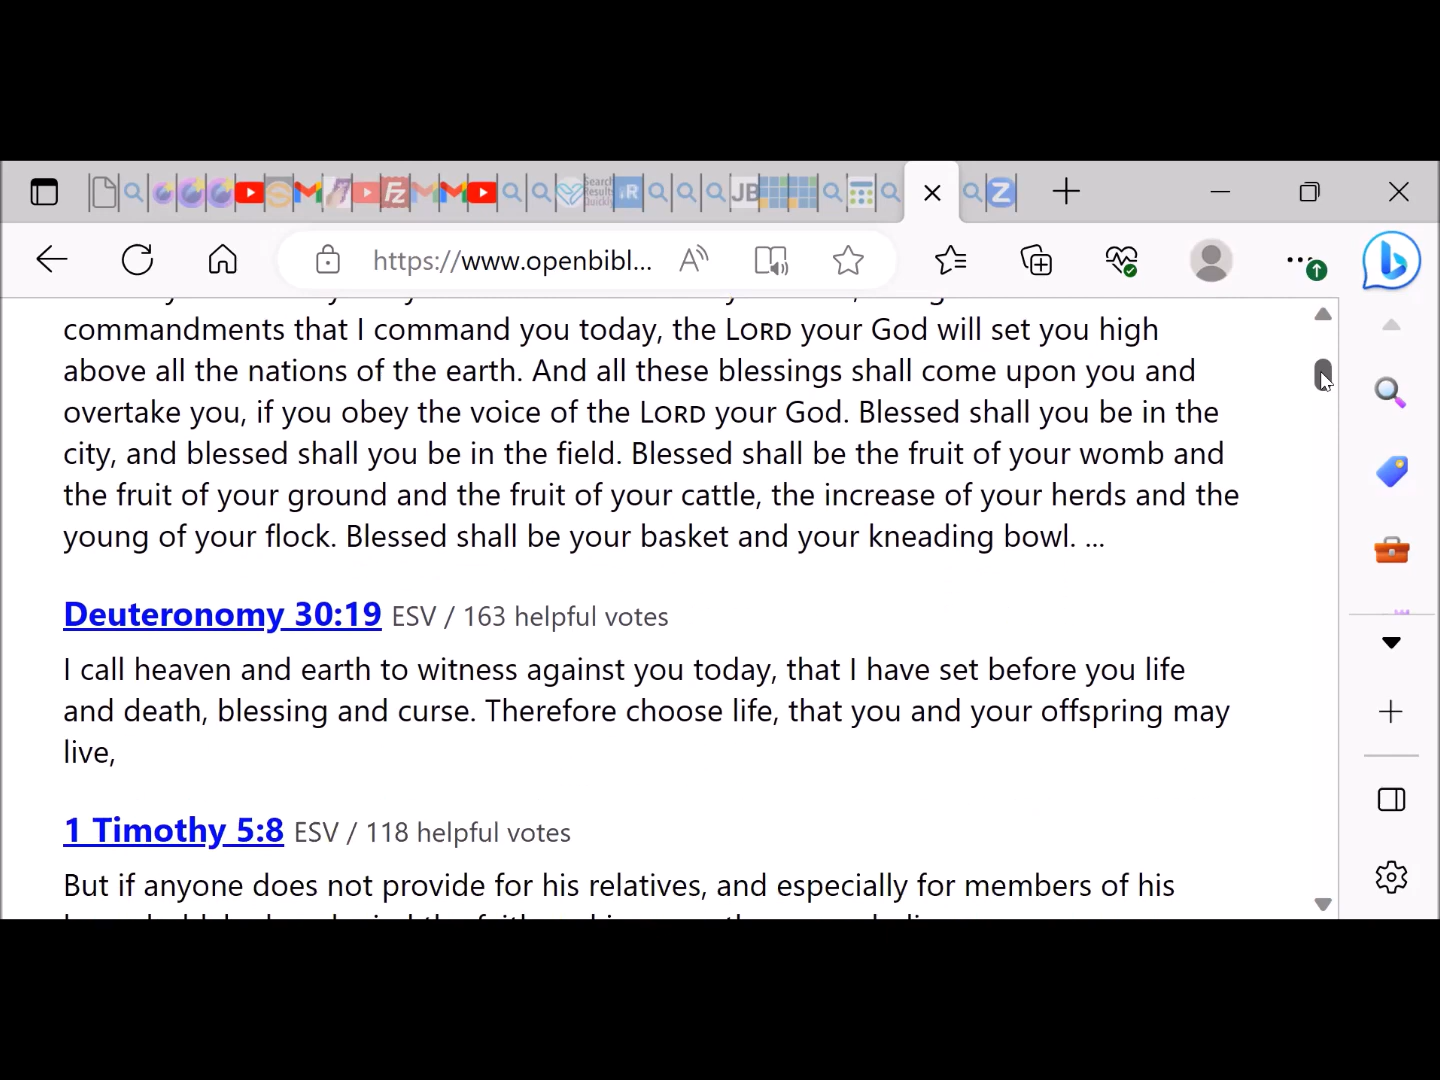 Search
Results
Quickly
JB
https://www.openbibl...
commandments that I command you today, the LORD your God will set you high
above all the nations of the earth. And all these blessings shall come upon you and
overtake you, if you obey the voice of the LORD your God. Blessed shall you be in the
city, and blessed shall you be in the field. Blessed shall be the fruit of your womb and
the fruit of your ground and the fruit of your cattle, the increase of your herds and the
young of your flock. Blessed shall be your basket and your kneading bowl. ...
Deuteronomy 30:19 ESV / 163 helpful votes
I call heaven and earth to witness against you today, that I have set before you life
and death, blessing and curse. Therefore choose life, that you and your offspring may
live,
1 Timothy 5:8 ESV / 118 helpful votes
But if anyone does not provide for his relatives, and especially for members of his